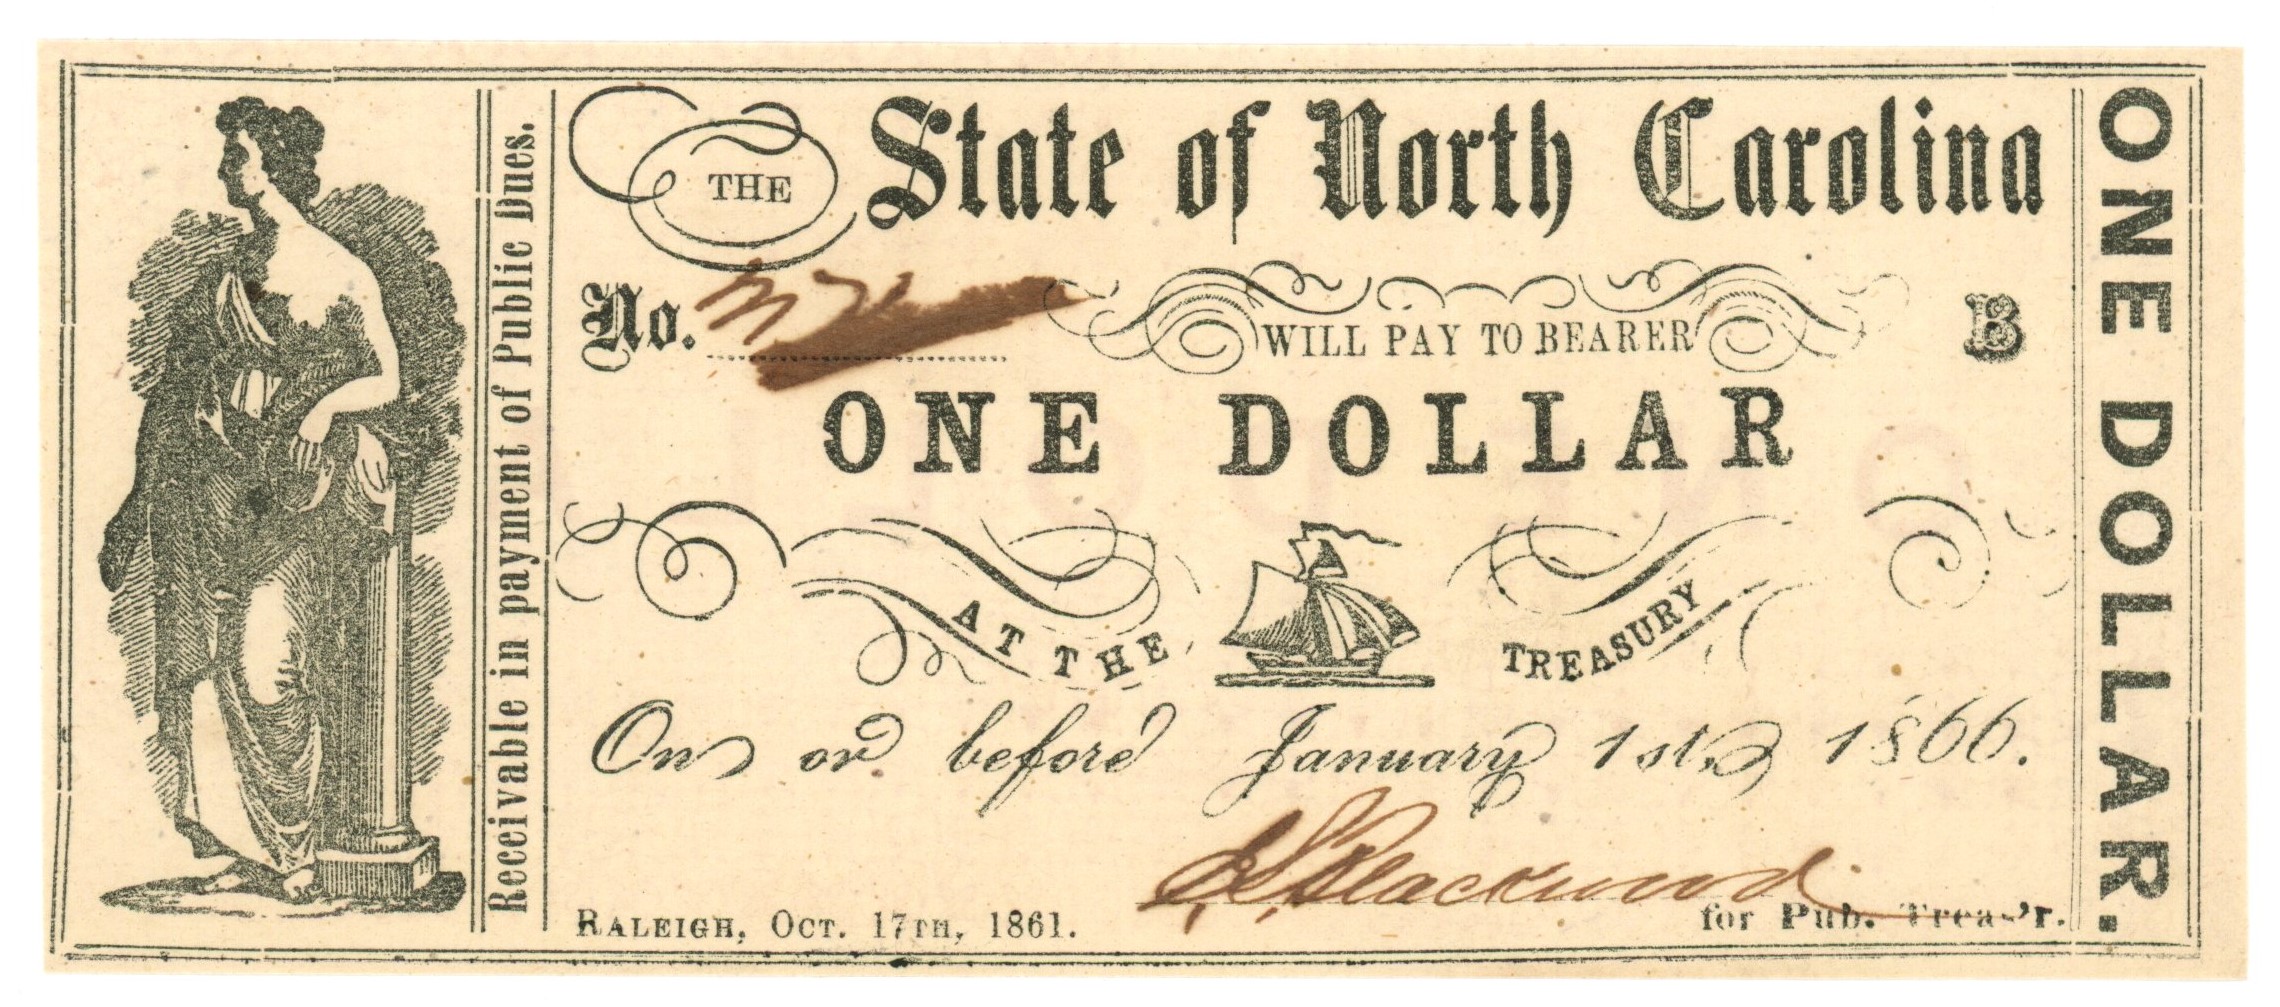 Receivable in payment of Public Dues.
THE State of North Carolina
No.
WILL PAY TO BEARER
B
ONE DOLLAR
AT THE TREASURY
On or before January 1st, 1866.
Blackwood
RALEIGH, OCT. 17TH, 1861.
for Pub. Treas'r.
ONE DOLLAR.